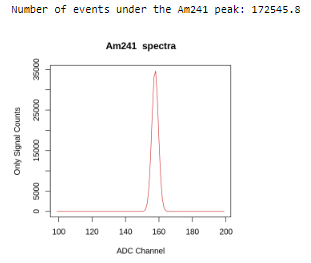 Number of events under the Am241 peak: 172545.8
Am241 spectra
Only Signal Counts
35000
25000
15000
5000
0
100 120 140 160 180 200
ADC Channel